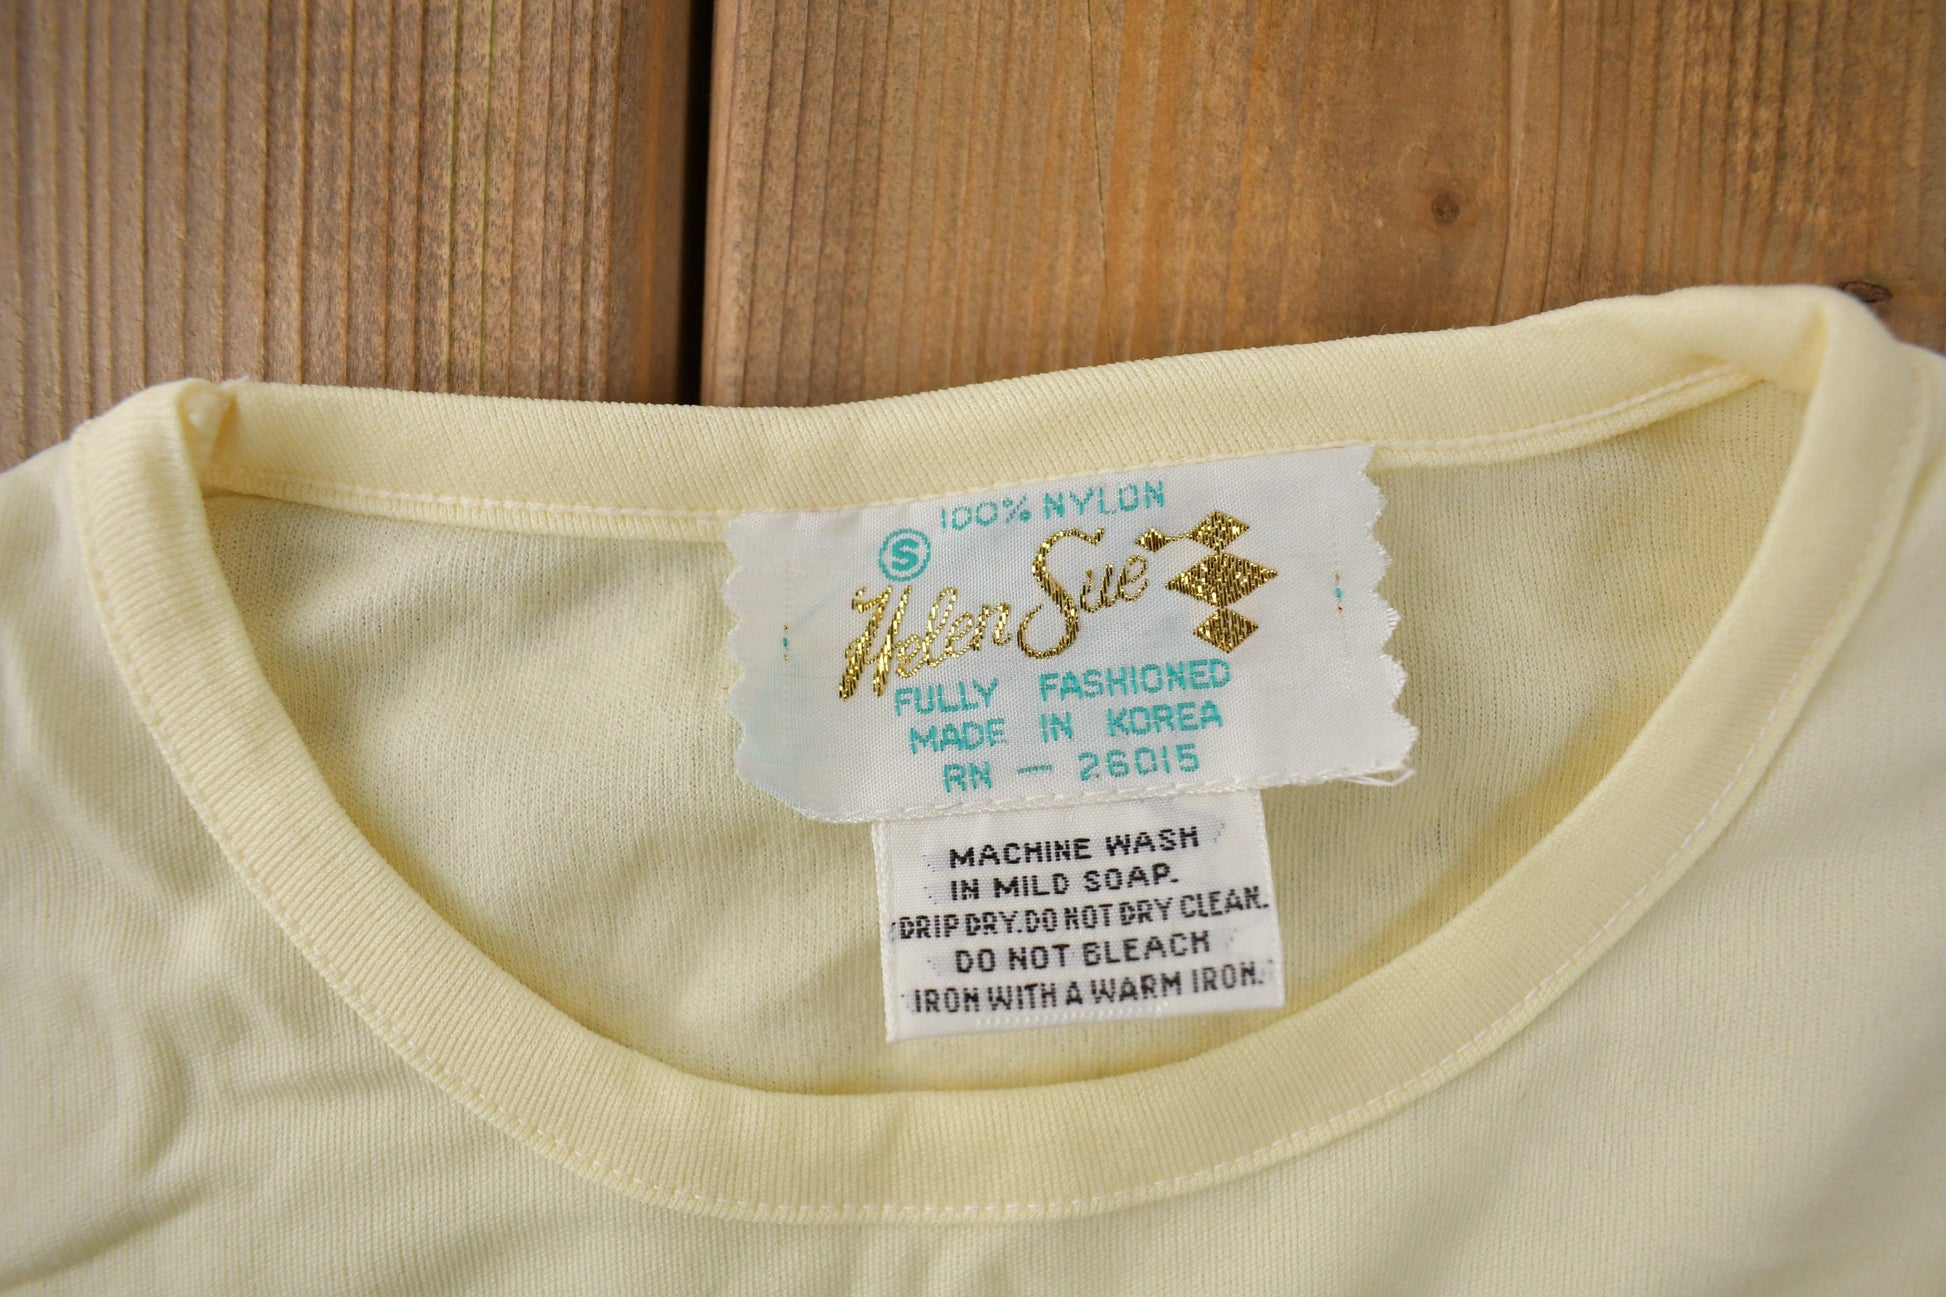 100% NYLON
S
Helen Sue
FULLY FASHIONED
MADE IN KOREA
RN — 26015
MACHINE WASH
IN MILD SOAP.
DRIP DRY. DO NOT DRY CLEAN.
DO NOT BLEACH
IRON WITH A WARM IRON.